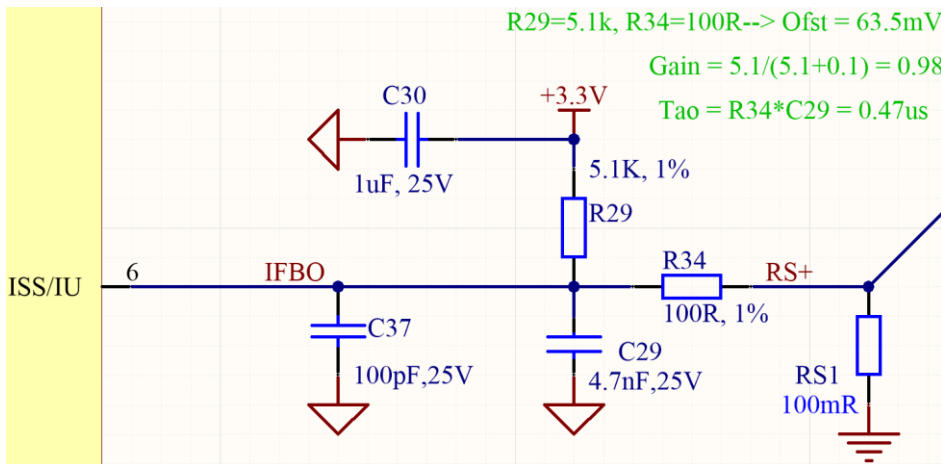 R29=5.1k, R34=100R--> Ofst = 63.5mV
Gain = 5.1/(5.1+0.1) = 0.98
Tao = R34*C29 = 0.47us
C30
+3.3V
1uF, 25V
5.1K, 1%
R29
ISS/IU
6
IFBO
R34
RS+
100R, 1%
C37
100pF,25V
C29
4.7nF,25V
RS1
100mR